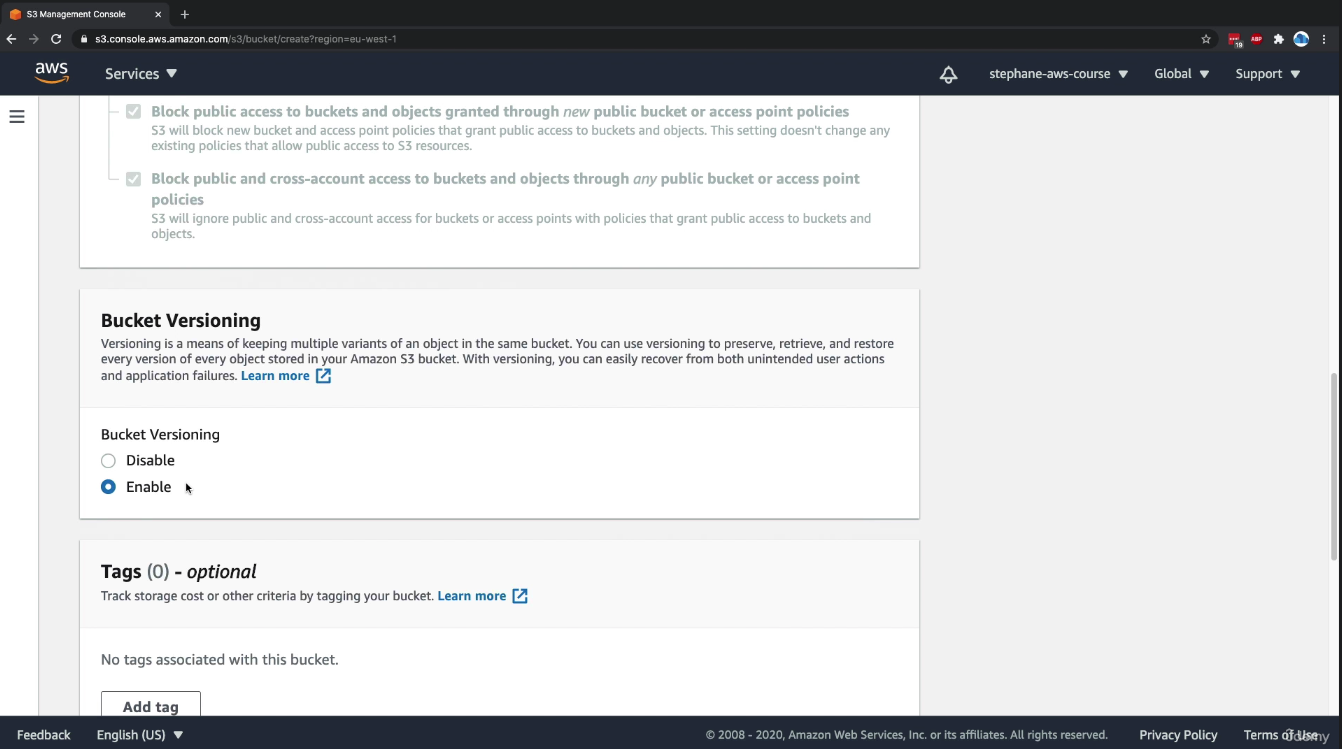 S3 Management Console
s3.console.aws.amazon.com/s3/bucket/create?region=eu-west-1
19
ABP
aws
Services
stephane-aws-course
Global
Support
Block public access to buckets and objects granted through new public bucket or access point policies
S3 will block new bucket and access point policies that grant public access to buckets and objects. This setting doesn't change any
existing policies that allow public access to S3 resources.
Block public and cross-account access to buckets and objects through any public bucket or access point
policies
S3 will ignore public and cross-account access for buckets or access points with policies that grant public access to buckets and
objects.
Bucket Versioning
Versioning is a means of keeping multiple variants of an object in the same bucket. You can use versioning to preserve, retrieve, and restore
every version of every object stored in your Amazon S3 bucket. With versioning, you can easily recover from both unintended user actions
and application failures. Learn more
Bucket Versioning
Disable
Enable
Tags (0) - optional
Track storage cost or other criteria by tagging your bucket. Learn more
No tags associated with this bucket.
Add tag
Feedback
English (US)
© 2008 - 2020, Amazon Web Services, Inc. or its affiliates. All rights reserved.
Privacy Policy
Terms of Use
udemy